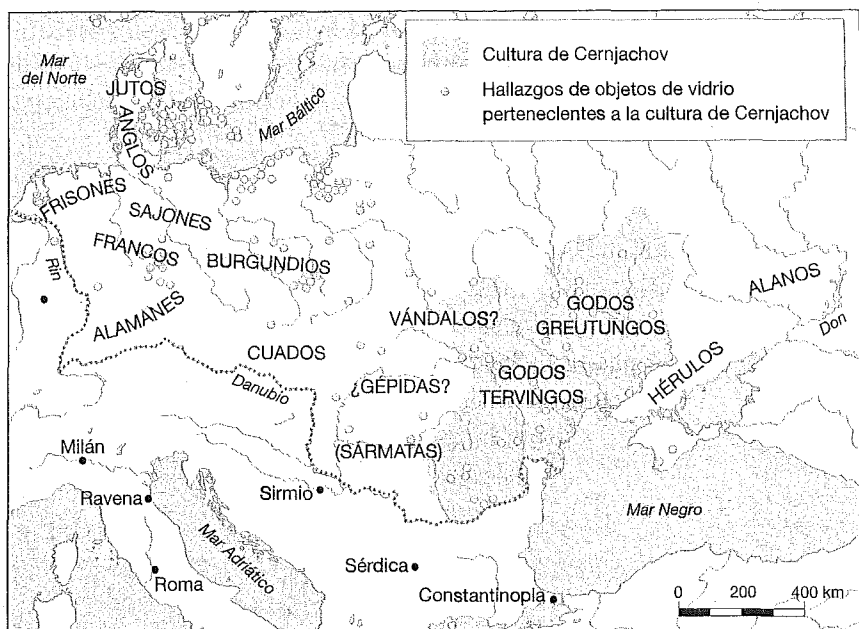 Mar
del Norte
JUTOS
ANGLOS
Mar Báltico
Cultura de Cernjachov
Hallazgos de objetos de vidrio
pertenecientes a la cultura de Cernjachov
FRISONES
SAJONES
FRANCOS
BURGUNDIOS
Rin
ALAMANES
VÁNDALOS?
GODOS
GREUTUNGOS
ALANOS
Don
CUADOS
Danubio
¿GÉPIDAS?
GODOS
TERVINGOS
HÉRULOS
(SÁRMATAS)
Milán
Ravena
Sirmio
Mar Negro
Mar Adriático
Roma
Sérdica
Constantinopla
0 200 400 km